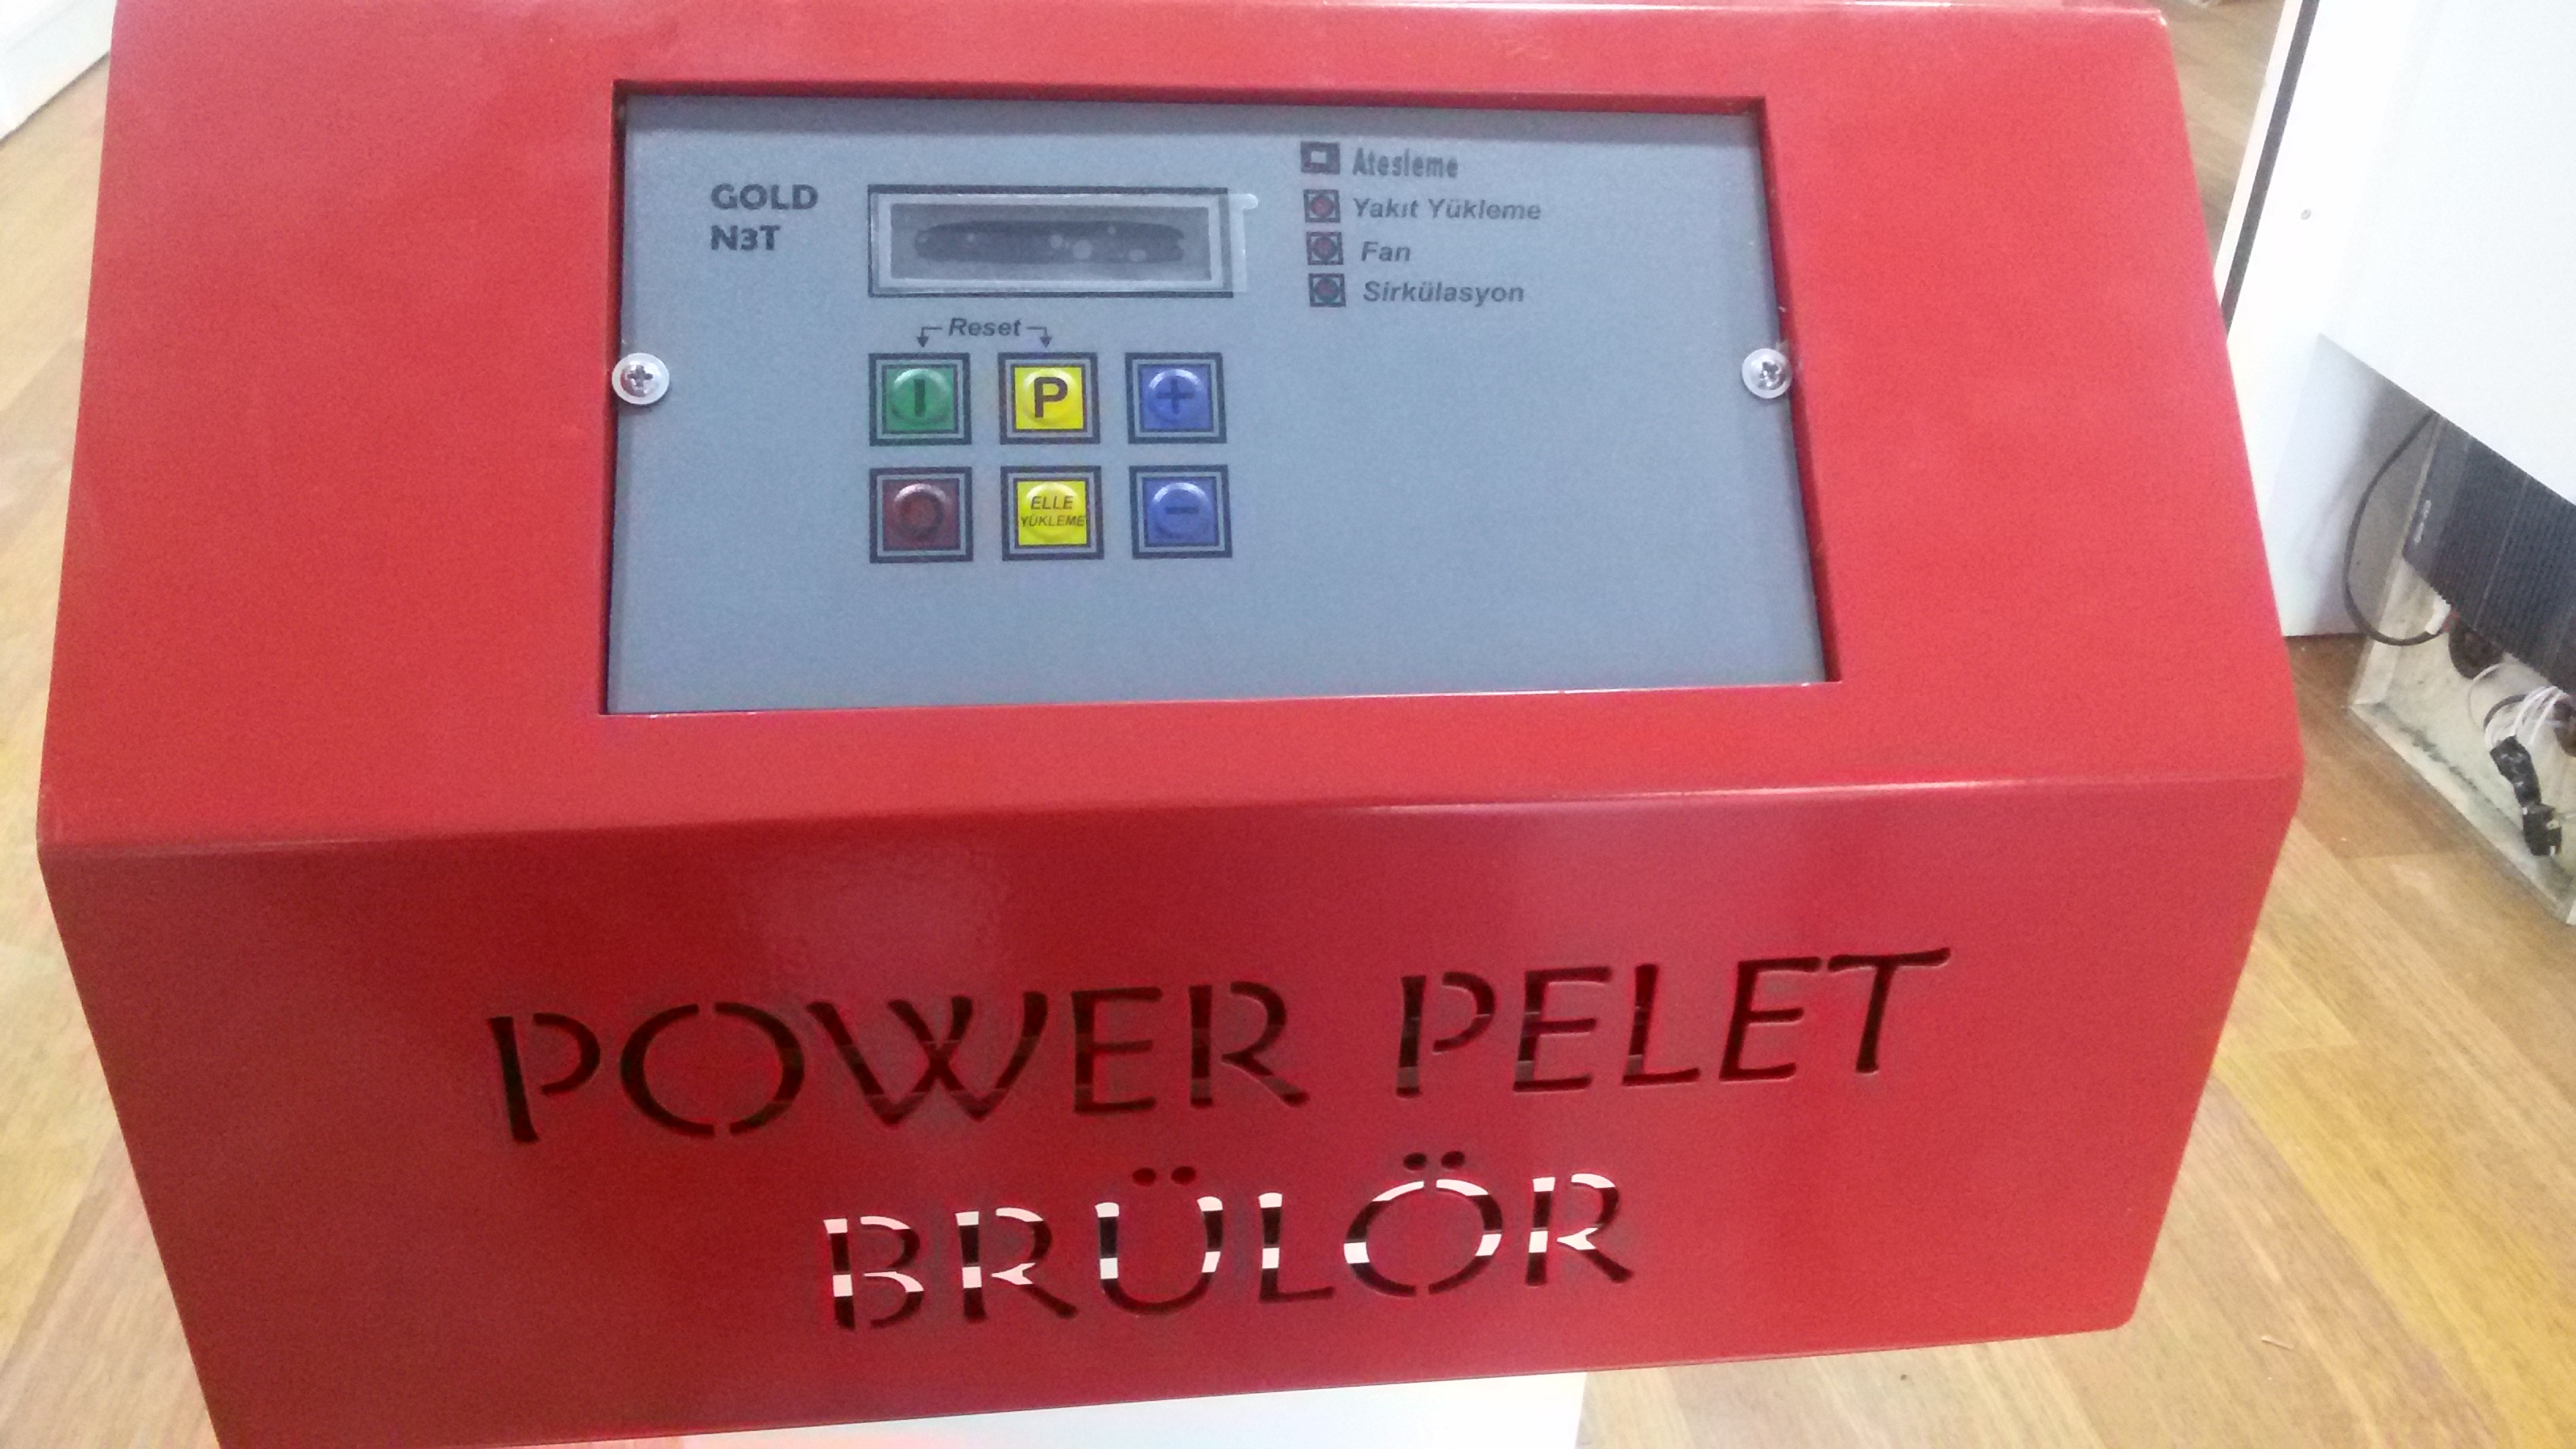 GOLD
N3T
Atesleme
Yakıt Yükleme
Fan
Sirkülasyon
Reset
I P +
O ELLE YÜKLEME -
POWER PELET
BRÜLÖR